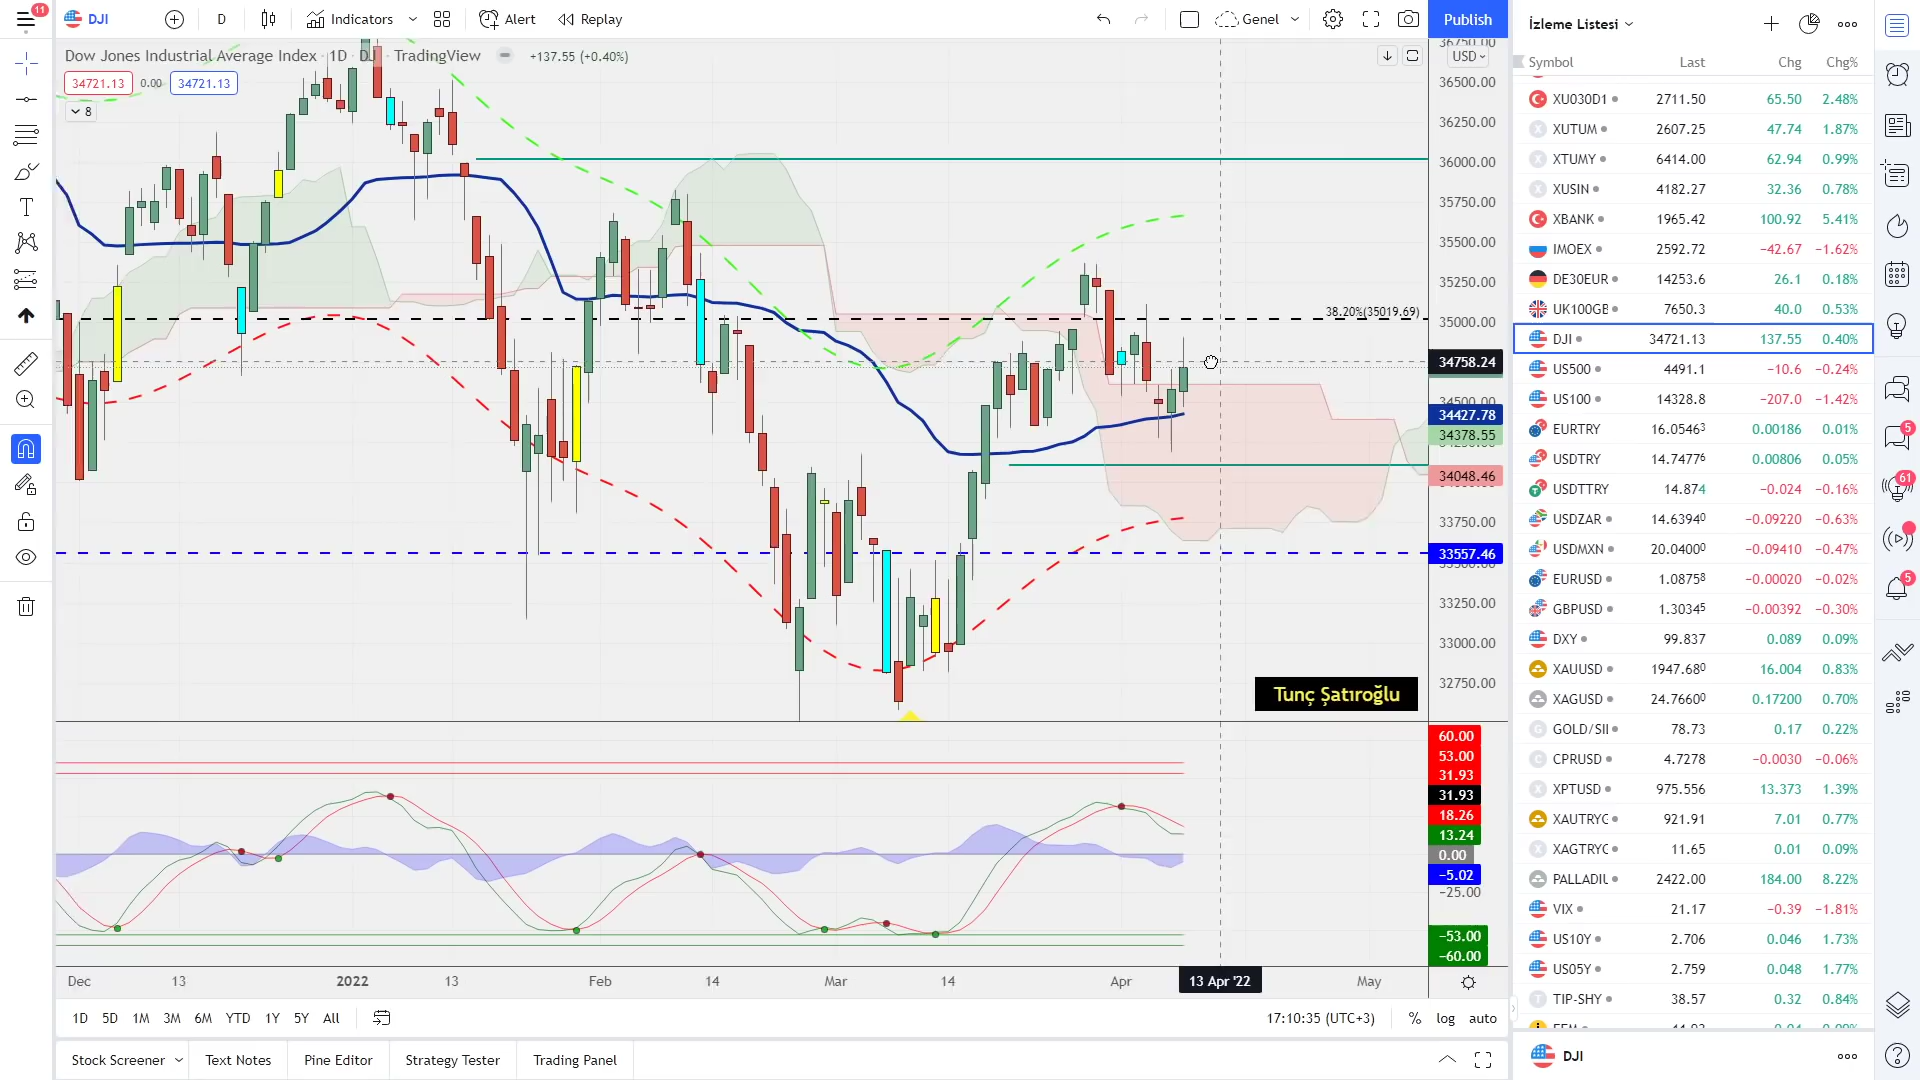 11
DJI
D
Indicators
Alert
Replay
Genel
Publish
Dow Jones Industrial Average Index · 1D · DJ · TradingView
+137.55 (+0.40%)
34721.13 0.00 34721.13
8
USD
36750.00
36500.00
36250.00
36000.00
35750.00
35500.00
35250.00
38.20%(35019.69)
35000.00
34758.24
34500.00
34427.78
34378.55
34048.46
33750.00
33557.46
33250.00
33000.00
32750.00
Tunç Şatıroğlu
60.00
53.00
31.93
31.93
18.26
13.24
0.00
−5.02
−25.00
−53.00
−60.00
Dec 13 2022 13 Feb 14 Mar 14 Apr 13 Apr '22 May
1D 5D 1M 3M 6M YTD 1Y 5Y All
17:10:35 (UTC+3) % log auto
Stock Screener Text Notes Pine Editor Strategy Tester Trading Panel
İzleme Listesi
Symbol Last Chg Chg%
XU030D1 2711.50 65.50 2.48%
XUTUM 2607.25 47.74 1.87%
XTUMY 6414.00 62.94 0.99%
XUSIN 4182.27 32.36 0.78%
XBANK 1965.42 100.92 5.41%
IMOEX 2592.72 −42.67 −1.62%
DE30EUR 14253.6 26.1 0.18%
UK100GB 7650.3 40.0 0.53%
DJI 34721.13 137.55 0.40%
US500 4491.1 −10.6 −0.24%
US100 14328.8 −207.0 −1.42%
EURTRY 16.05463 0.00186 0.01%
USDTRY 14.74776 0.00806 0.05%
USDTTRY 14.874 −0.024 −0.16%
USDZAR 14.63940 −0.09220 −0.63%
USDMXN 20.04000 −0.09410 −0.47%
EURUSD 1.08758 −0.00020 −0.02%
GBPUSD 1.30345 −0.00392 −0.30%
DXY 99.837 0.089 0.09%
XAUUSD 1947.680 16.004 0.83%
XAGUSD 24.76600 0.17200 0.70%
GOLD/SII 78.73 0.17 0.22%
CPRUSD 4.7278 −0.0030 −0.06%
XPTUSD 975.556 13.373 1.39%
XAUTRYG 921.91 7.01 0.77%
XAGTRYG 11.65 0.01 0.09%
PALLADIU 2422.00 184.00 8.22%
VIX 21.17 −0.39 −1.81%
US10Y 2.706 0.046 1.73%
US05Y 2.759 0.048 1.77%
TIP-SHY 38.57 0.32 0.84%
DJI
5
61
5